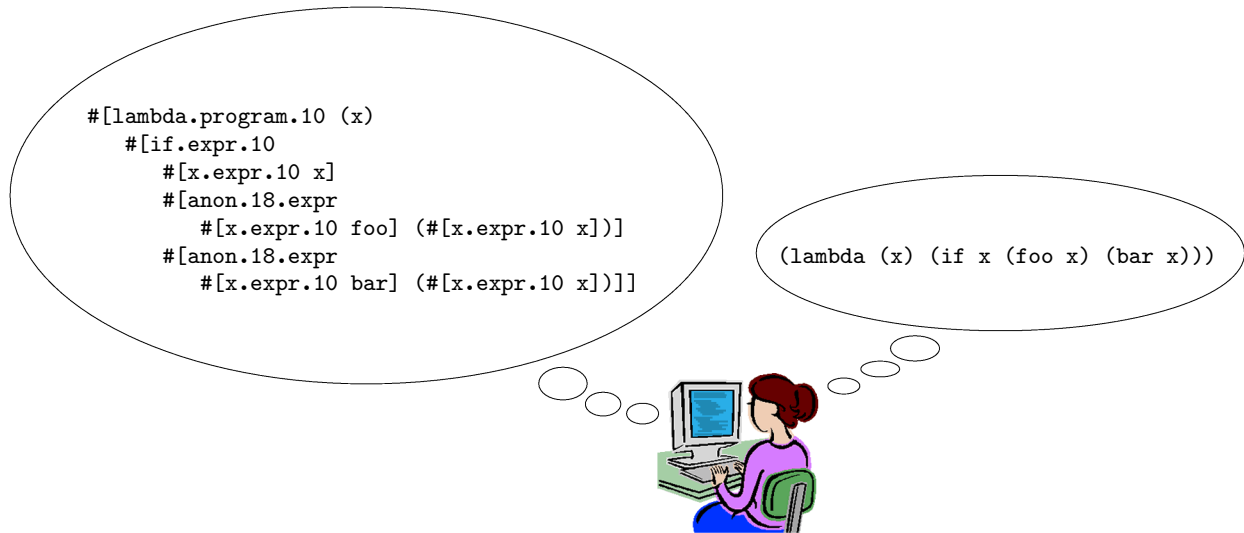 #[lambda.program.10 (x)
#[if.expr.10
#[x.expr.10 x]
#[anon.18.expr
#[x.expr.10 foo] (#[x.expr.10 x])]
#[anon.18.expr
#[x.expr.10 bar] (#[x.expr.10 x])]]
(lambda (x) (if x (foo x) (bar x)))